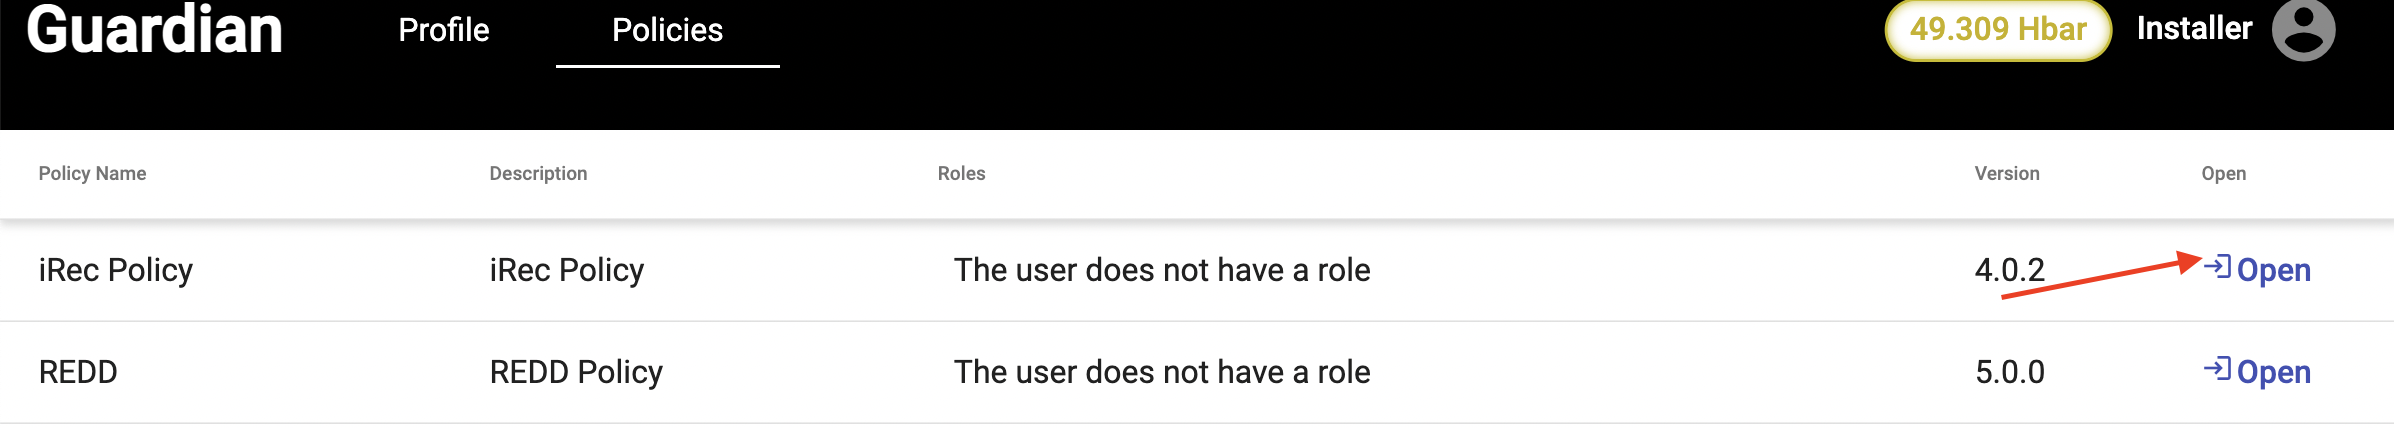 Guardian Profile Policies 49.309 Hbar Installer
Policy Name Description Roles Version Open
iRec Policy iRec Policy The user does not have a role 4.0.2 Open
REDD REDD Policy The user does not have a role 5.0.0 Open